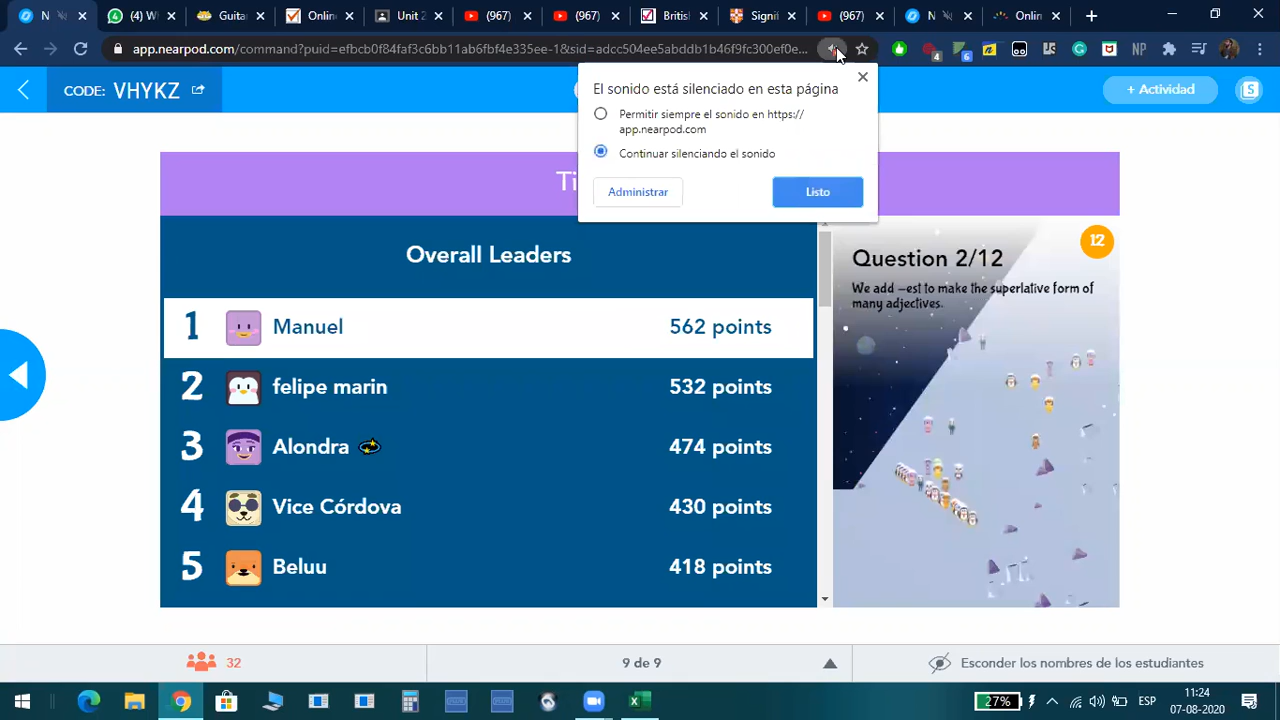 N
(4) W
Guita
Online
Unit 2
(967)
(967)
Britis
Signi
(967)
N
Onlin
app.nearpod.com/command?puid=efbcb0f84faf3c6bb11ab6fbf4e335ee-1&sid=adcc504ee5abddb1b46f9fc300ef0e...
4
6
NP
CODE: VHYKZ
+ Actividad
S
El sonido está silenciado en esta página
Permitir siempre el sonido en https://
app.nearpod.com
Continuar silenciando el sonido
Administrar
Listo
Ti
Overall Leaders
1 Manuel 562 points
2 felipe marin 532 points
3 Alondra 474 points
4 Vice Córdova 430 points
5 Beluu 418 points
12
Question 2/12
We add –est to make the superlative form of
many adjectives.
32
9 de 9
Esconder los nombres de los estudiantes
27%
ESP
11:24
07-08-2020